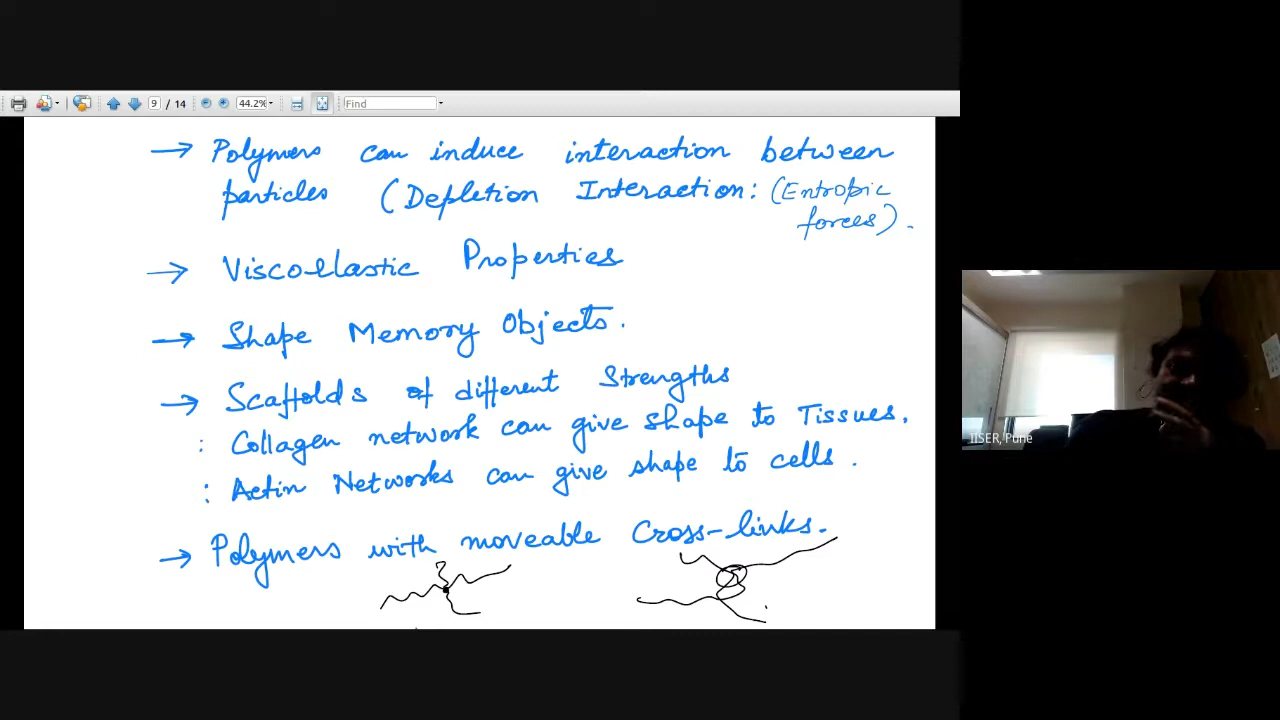 9 / 14 44.2% Find
→ Polymers can induce interaction between
particles (Depletion Interaction: (Entropic
forces).
→ Viscoelastic Properties
→ Shape Memory Objects.
→ Scaffolds of different Strengths
: Collagen network can give shape to Tissues.
: Actin Networks can give shape to cells.
→ Polymers with moveable Cross-links.
IISER, Pune